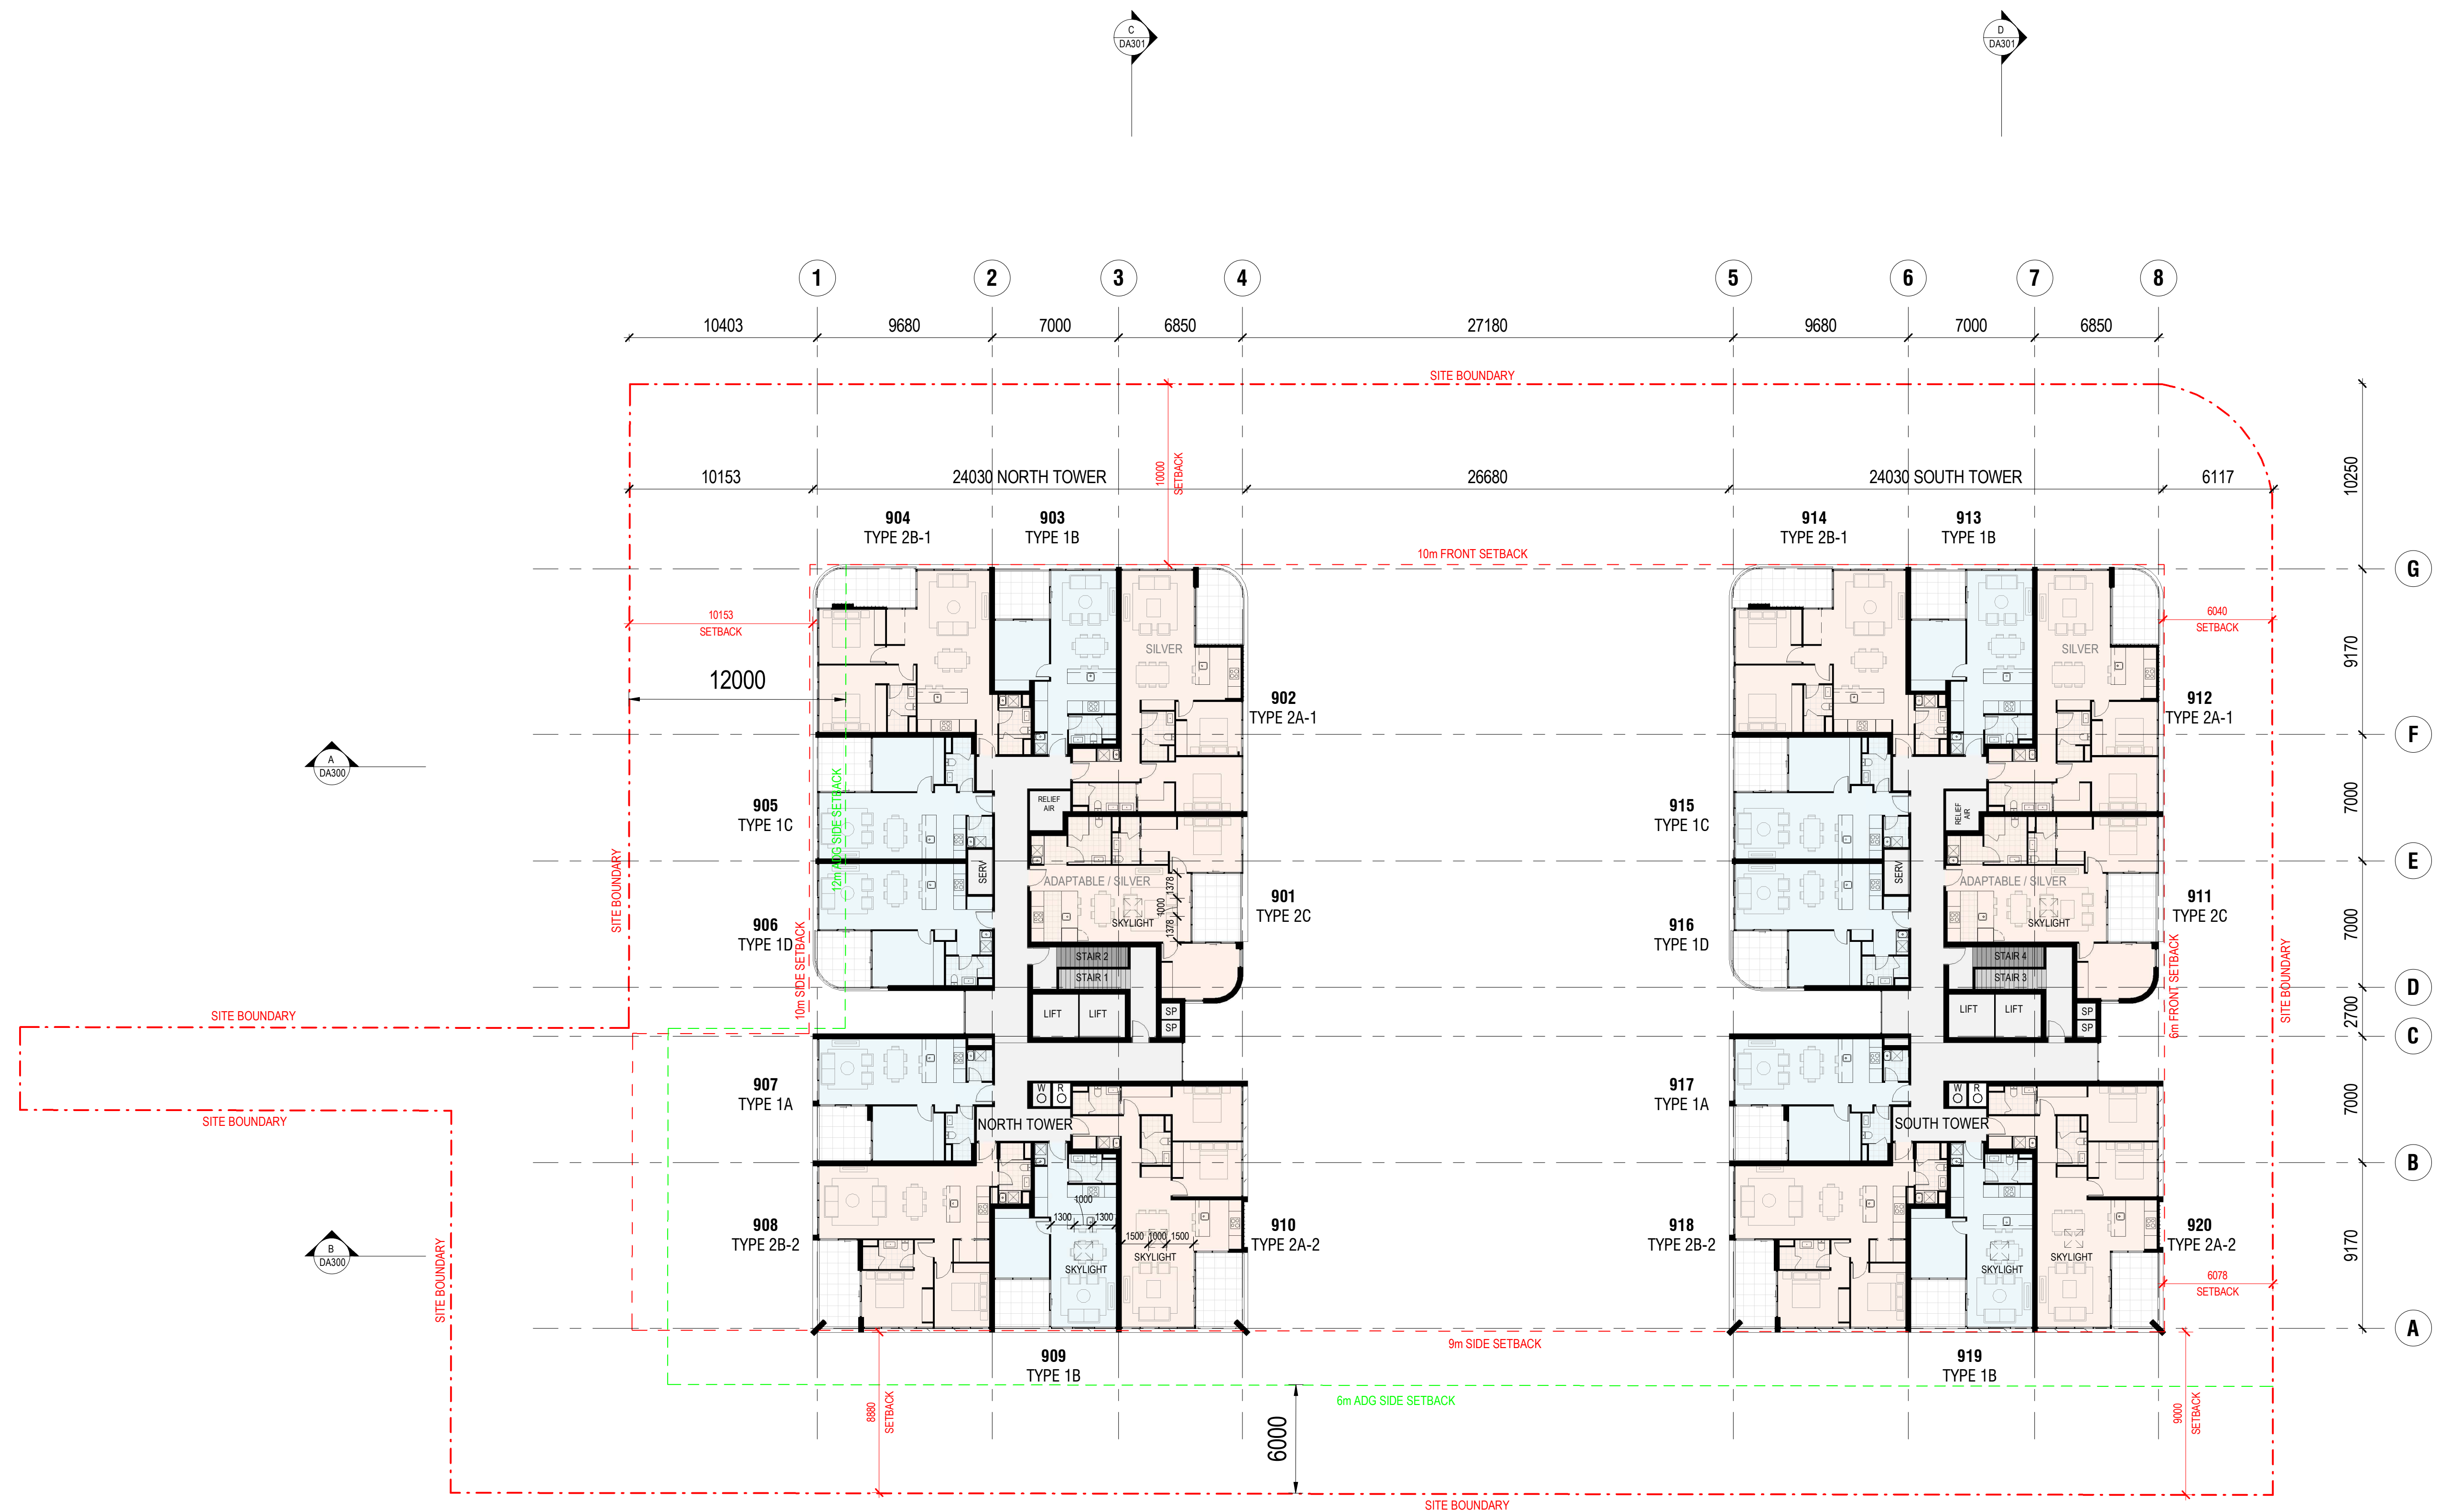 C
DA301
D
DA301
1
2
3
4
5
6
7
8
10403
9680
7000
6850
27180
9680
7000
6850
SITE BOUNDARY
10153
24030 NORTH TOWER
10000
SETBACK
26680
24030 SOUTH TOWER
6117
10250
904
TYPE 2B-1
903
TYPE 1B
914
TYPE 2B-1
913
TYPE 1B
10m FRONT SETBACK
G
10153
SETBACK
6040
SETBACK
9170
SILVER
SILVER
12000
902
TYPE 2A-1
912
TYPE 2A-1
F
A
DA300
12m ADG SIDE SETBACK
905
TYPE 1C
RELIEF
AIR
915
TYPE 1C
RELIEF
AIR
7000
E
SERV
SERV
SITE BOUNDARY
ADAPTABLE / SILVER
1378
1000
1378
SKYLIGHT
901
TYPE 2C
ADAPTABLE / SILVER
SKYLIGHT
911
TYPE 2C
906
TYPE 1D
916
TYPE 1D
7000
10m SIDE SETBACK
STAIR 2
STAIR 1
STAIR 4
STAIR 3
6m FRONT SETBACK
SITE BOUNDARY
D
LIFT
LIFT
SP
SP
LIFT
LIFT
SP
SP
2700
SITE BOUNDARY
C
907
TYPE 1A
W
R
917
TYPE 1A
W
R
7000
SITE BOUNDARY
NORTH TOWER
SOUTH TOWER
B
908
TYPE 2B-2
1000
1300
1300
1500
1000
1500
SKYLIGHT
SKYLIGHT
910
TYPE 2A-2
918
TYPE 2B-2
SKYLIGHT
SKYLIGHT
920
TYPE 2A-2
9170
B
DA300
SITE BOUNDARY
6078
SETBACK
A
909
TYPE 1B
9m SIDE SETBACK
919
TYPE 1B
6m ADG SIDE SETBACK
8880
SETBACK
6000
9000
SETBACK
SITE BOUNDARY